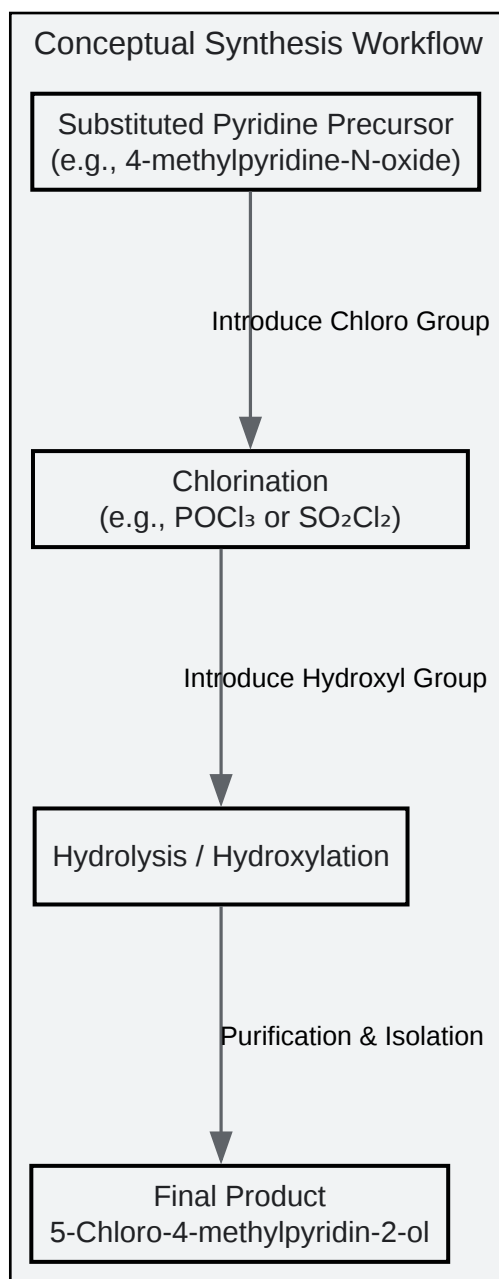 Conceptual Synthesis Workflow
Substituted Pyridine Precursor
(e.g., 4-methylpyridine-N-oxide)
Introduce Chloro Group
Chlorination
(e.g., POCl₃ or SO₂Cl₂)
Introduce Hydroxyl Group
Hydrolysis / Hydroxylation
Purification & Isolation
Final Product
5-Chloro-4-methylpyridin-2-ol